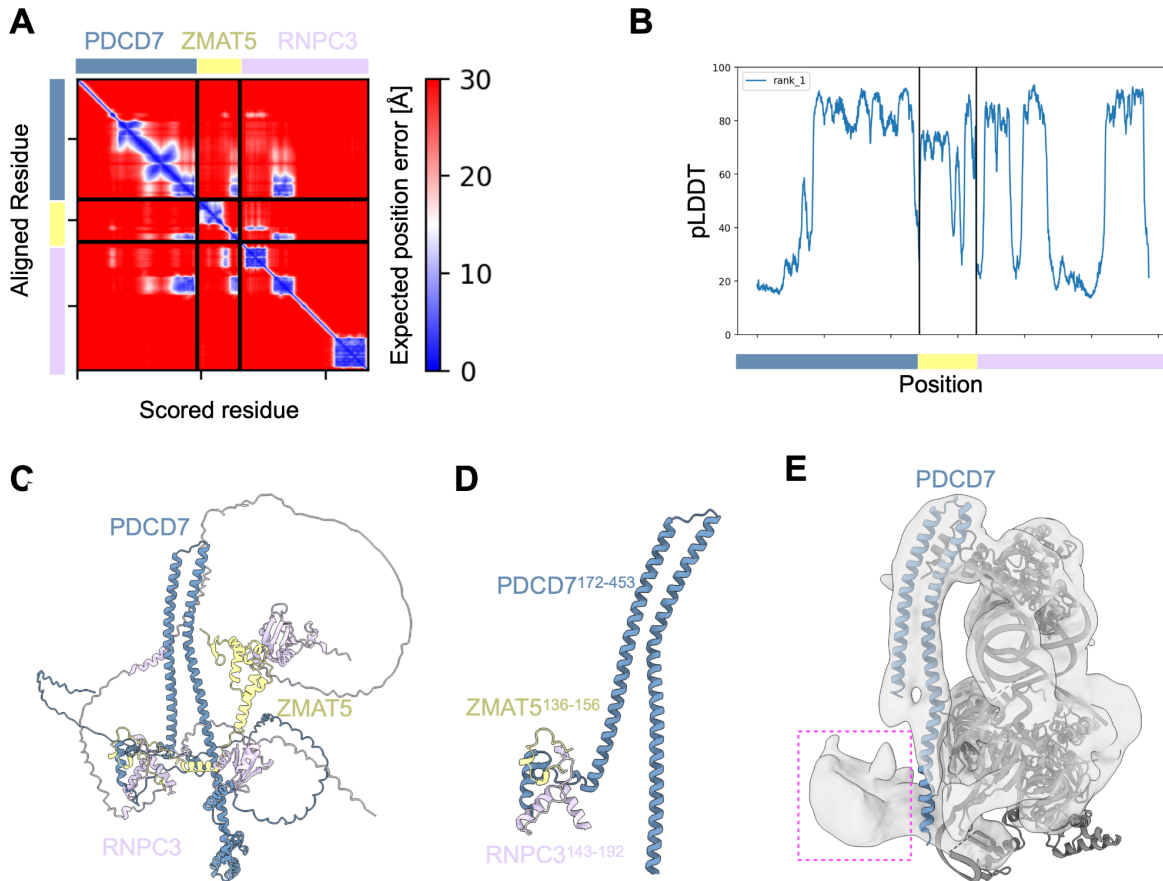 A
PDCD7 ZMAT5 RNPC3
Aligned Residue
Scored residue
30
20
10
0
Expected position error [Å]
B
100
80
60
40
20
0
pLDDT
rank_1
Position
C
PDCD7
ZMAT5
RNPC3
D
PDCD7172-453
ZMAT5136-156
RNPC3143-192
E
PDCD7